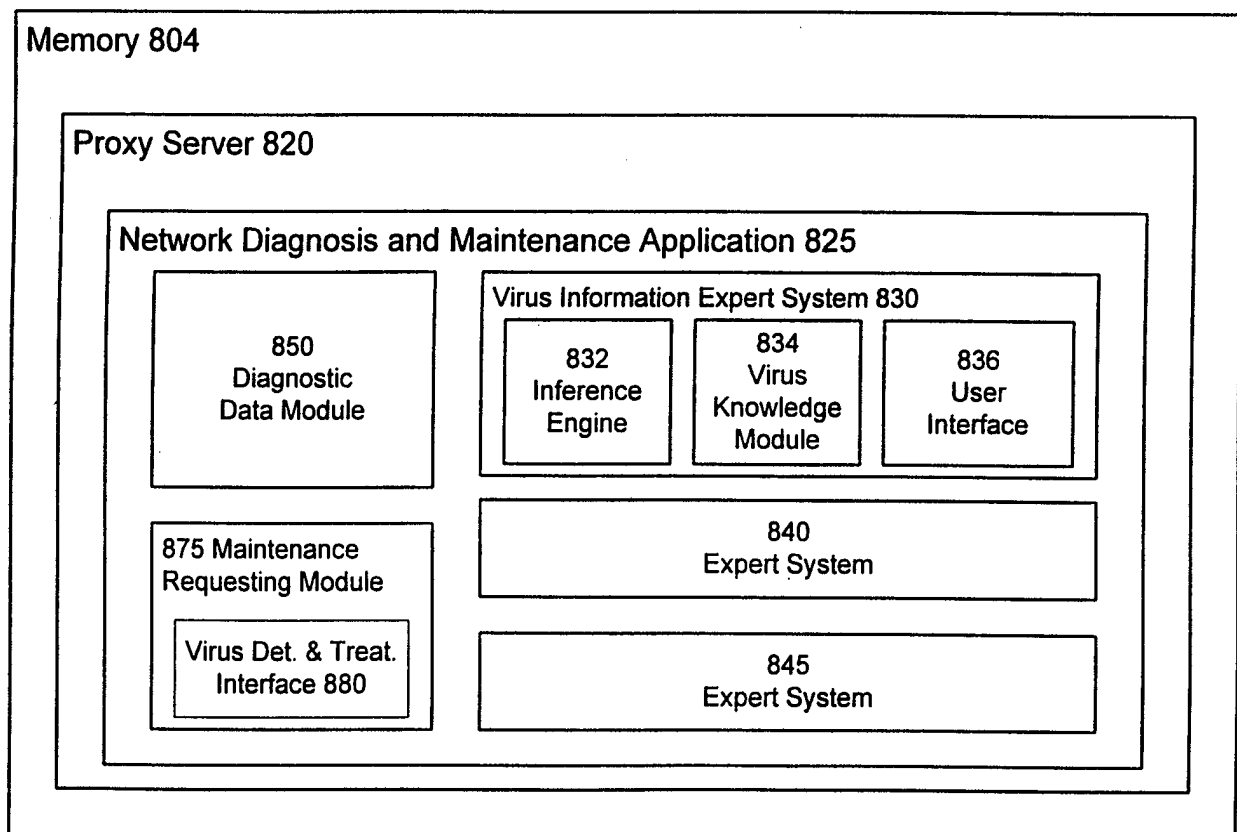 Memory 804
Proxy Server 820
Network Diagnosis and Maintenance Application 825
850
Diagnostic
Data Module
Virus Information Expert System 830
832
Inference
Engine
834
Virus
Knowledge
Module
836
User
Interface
875 Maintenance
Requesting Module
Virus Det. & Treat.
Interface 880
840
Expert System
845
Expert System